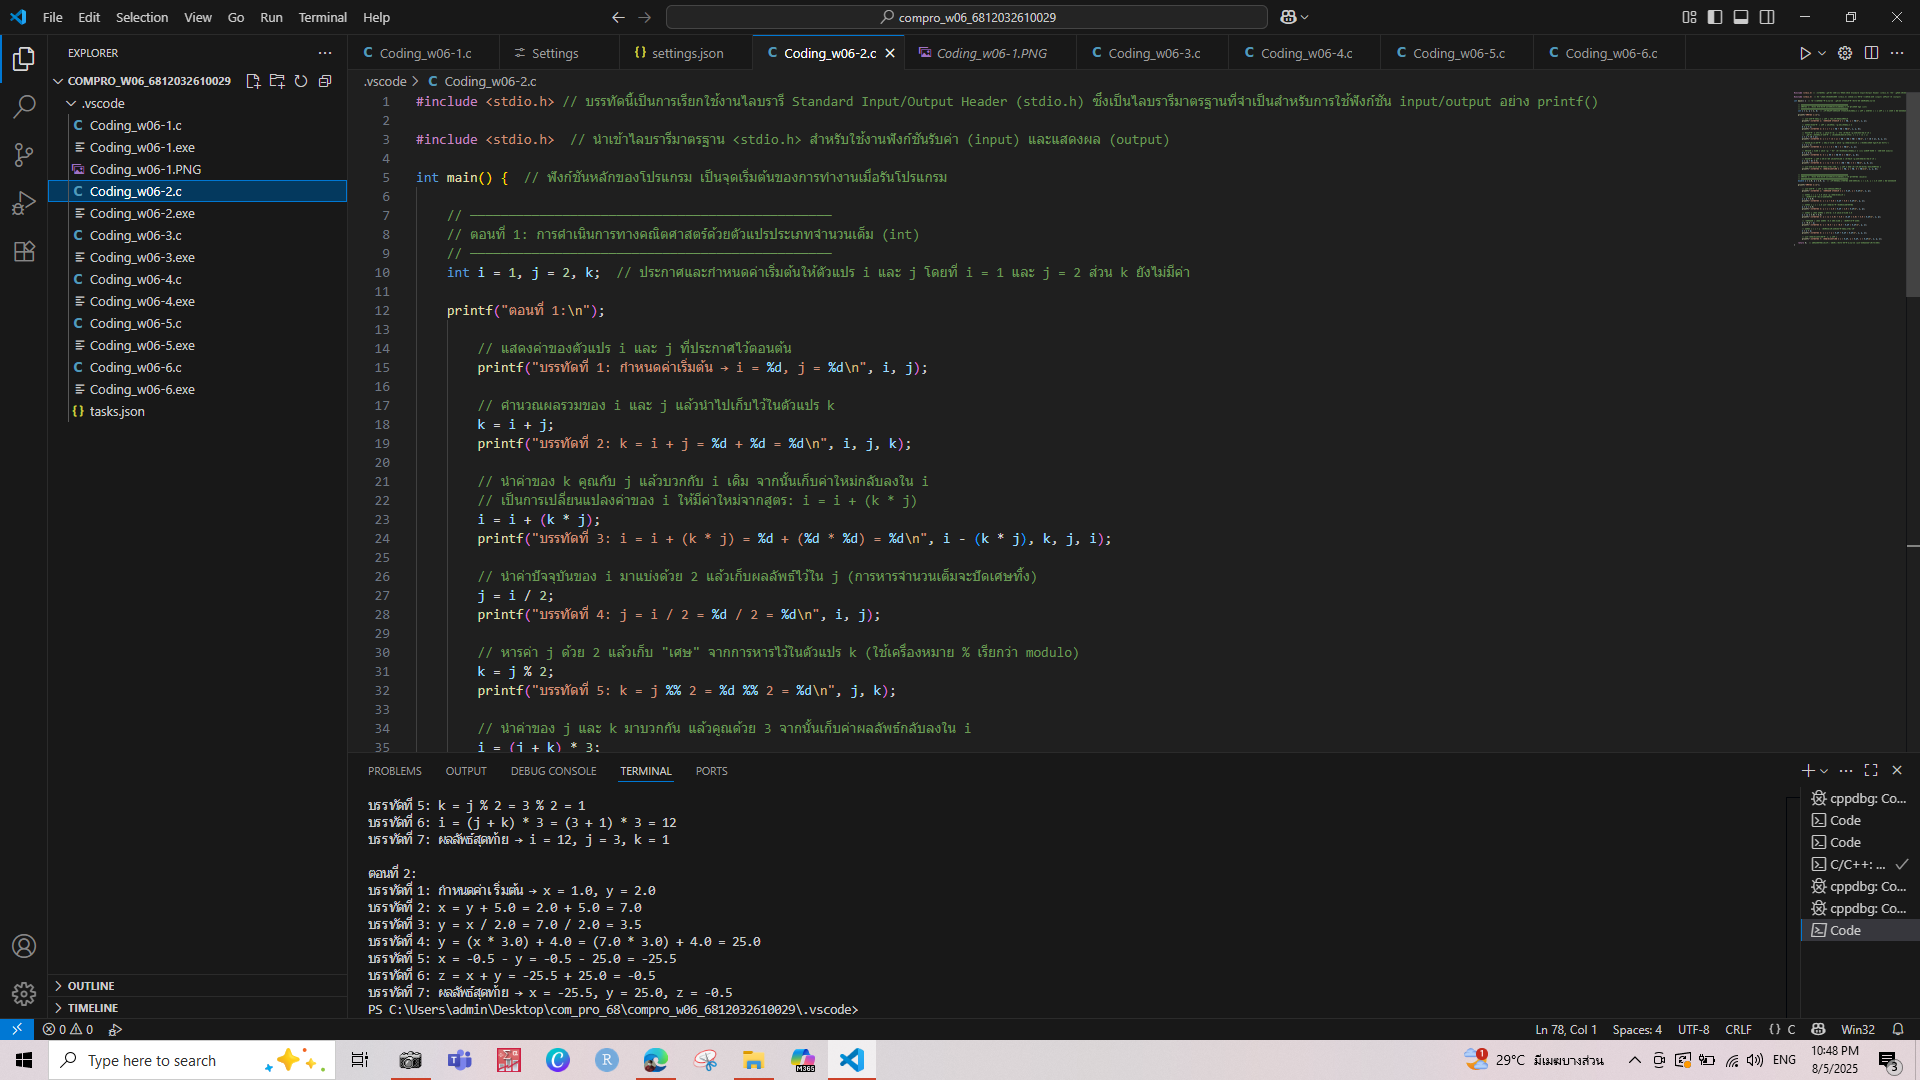 File Edit Selection View Go Run Terminal Help
compro_w06_6812032610029
EXPLORER
COMPRO_W06_6812032610029
.vscode
Coding_w06-1.c
Coding_w06-1.exe
Coding_w06-1.PNG
Coding_w06-2.c
Coding_w06-2.exe
Coding_w06-3.c
Coding_w06-3.exe
Coding_w06-4.c
Coding_w06-4.exe
Coding_w06-5.c
Coding_w06-5.exe
Coding_w06-6.c
Coding_w06-6.exe
tasks.json
OUTLINE
TIMELINE
Coding_w06-1.c Settings settings.json Coding_w06-2.c Coding_w06-1.PNG Coding_w06-3.c Coding_w06-4.c Coding_w06-5.c Coding_w06-6.c
.vscode > Coding_w06-2.c
1 #include <stdio.h> // บรรทัดนี้เป็นการเรียกใช้งานไลบรารี Standard Input/Output Header (stdio.h) ซึ่งเป็นไลบรารีมาตรฐานที่จำเป็นสำหรับการใช้ฟังก์ชัน input/output อย่าง printf()
2
3 #include <stdio.h> // นำเข้าไลบรารีมาตรฐาน <stdio.h> สำหรับใช้งานฟังก์ชันรับค่า (input) และแสดงผล (output)
4
5 int main() { // ฟังก์ชันหลักของโปรแกรม เป็นจุดเริ่มต้นของการทำงานเมื่อรันโปรแกรม
6
7 // ───────────────────────────────────────────────
8 // ตอนที่ 1: การดำเนินการทางคณิตศาสตร์ด้วยตัวแปรประเภทจำนวนเต็ม (int)
9 // ───────────────────────────────────────────────
10 int i = 1, j = 2, k; // ประกาศและกำหนดค่าเริ่มต้นให้ตัวแปร i และ j โดยที่ i = 1 และ j = 2 ส่วน k ยังไม่มีค่า
11
12 printf("ตอนที่ 1:\n");
13
14 // แสดงค่าของตัวแปร i และ j ที่ประกาศไว้ตอนต้น
15 printf("บรรทัดที่ 1: กำหนดค่าเริ่มต้น → i = %d, j = %d\n", i, j);
16
17 // คำนวณผลรวมของ i และ j แล้วนำไปเก็บไว้ในตัวแปร k
18 k = i + j;
19 printf("บรรทัดที่ 2: k = i + j = %d + %d = %d\n", i, j, k);
20
21 // นำค่าของ k คูณกับ j แล้วบวกกับ i เดิม จากนั้นเก็บค่าใหม่กลับลงใน i
22 // เป็นการเปลี่ยนแปลงค่าของ i ให้มีค่าใหม่จากสูตร: i = i + (k * j)
23 i = i + (k * j);
24 printf("บรรทัดที่ 3: i = i + (k * j) = %d + (%d * %d) = %d\n", i - (k * j), k, j, i);
25
26 // นำค่าปัจจุบันของ i มาแบ่งด้วย 2 แล้วเก็บผลลัพธ์ไว้ใน j (การหารจำนวนเต็มจะปัดเศษทิ้ง)
27 j = i / 2;
28 printf("บรรทัดที่ 4: j = i / 2 = %d / 2 = %d\n", i, j);
29
30 // หารค่า j ด้วย 2 แล้วเก็บ "เศษ" จากการหารไว้ในตัวแปร k (ใช้เครื่องหมาย % เรียกว่า modulo)
31 k = j % 2;
32 printf("บรรทัดที่ 5: k = j %% 2 = %d %% 2 = %d\n", j, k);
33
34 // นำค่าของ j และ k มาบวกกัน แล้วคูณด้วย 3 จากนั้นเก็บค่าผลลัพธ์กลับลงใน i
35 i = (j + k) * 3;
PROBLEMS OUTPUT DEBUG CONSOLE TERMINAL PORTS
บรรทัดที่ 5: k = j % 2 = 3 % 2 = 1
บรรทัดที่ 6: i = (j + k) * 3 = (3 + 1) * 3 = 12
บรรทัดที่ 7: ผลลัพธ์สุดท้าย → i = 12, j = 3, k = 1
ตอนที่ 2:
บรรทัดที่ 1: กำหนดค่าเริ่มต้น → x = 1.0, y = 2.0
บรรทัดที่ 2: x = y + 5.0 = 2.0 + 5.0 = 7.0
บรรทัดที่ 3: y = x / 2.0 = 7.0 / 2.0 = 3.5
บรรทัดที่ 4: y = (x * 3.0) + 4.0 = (7.0 * 3.0) + 4.0 = 25.0
บรรทัดที่ 5: x = -0.5 - y = -0.5 - 25.0 = -25.5
บรรทัดที่ 6: z = x + y = -25.5 + 25.0 = -0.5
บรรทัดที่ 7: ผลลัพธ์สุดท้าย → x = -25.5, y = 25.0, z = -0.5
PS C:\Users\admin\Desktop\com_pro_68\compro_w06_6812032610029\.vscode>
cppdbg: Co...
Code
Code
C/C++: ...
cppdbg: Co...
cppdbg: Co...
Code
0 0 Ln 78, Col 1 Spaces: 4 UTF-8 CRLF {} C Win32
Type here to search
M365
1 29°C มีเมฆบางส่วน ENG 10:48 PM
8/5/2025 3